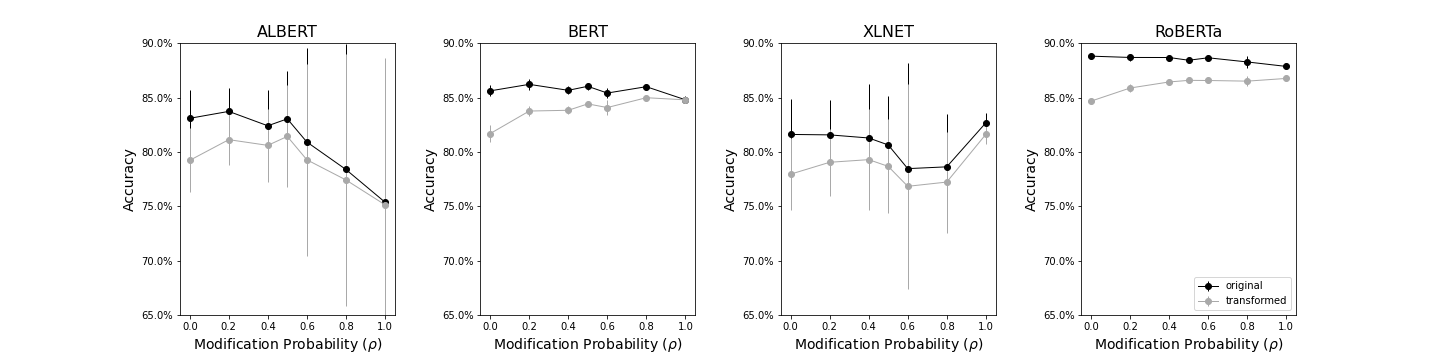 ALBERT
90.0%
85.0%
80.0%
75.0%
70.0%
65.0%
Accuracy
0.0 0.2 0.4 0.6 0.8 1.0
Modification Probability (ρ)
BERT
90.0%
85.0%
80.0%
75.0%
70.0%
65.0%
Accuracy
0.0 0.2 0.4 0.6 0.8 1.0
Modification Probability (ρ)
XLNET
90.0%
85.0%
80.0%
75.0%
70.0%
65.0%
Accuracy
0.0 0.2 0.4 0.6 0.8 1.0
Modification Probability (ρ)
RoBERTa
90.0%
85.0%
80.0%
75.0%
70.0%
65.0%
Accuracy
original
transformed
0.0 0.2 0.4 0.6 0.8 1.0
Modification Probability (ρ)